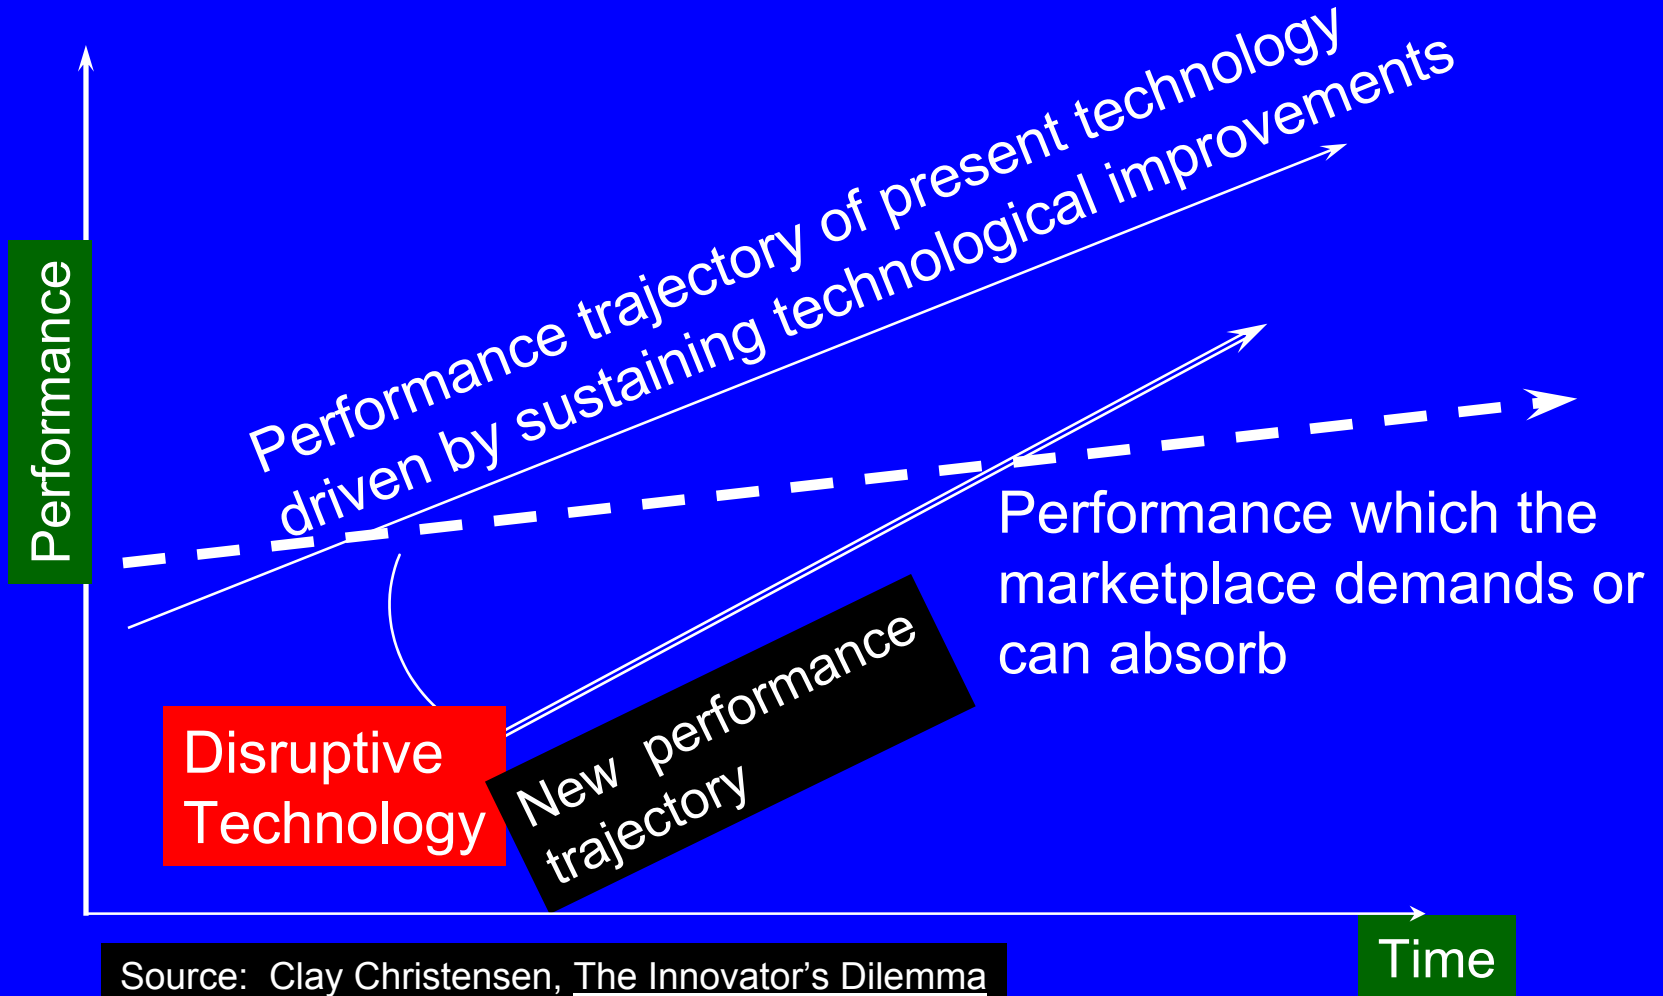 Performance trajectory of present technology
driven by sustaining technological improvements
Performance
Performance which the
marketplace demands or
can absorb
Disruptive
Technology
New performance
trajectory
Time
Source: Clay Christensen, The Innovator's Dilemma